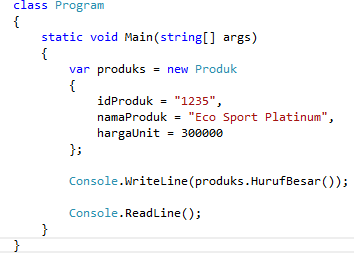 class Program
{
    static void Main(string[] args)
    {
        var produks = new Produk
        {
            idProduk = "1235",
            namaProduk = "Eco Sport Platinum",
            hargaUnit = 300000
        };

        Console.WriteLine(produks.HurufBesar());

        Console.ReadLine();
    }
}